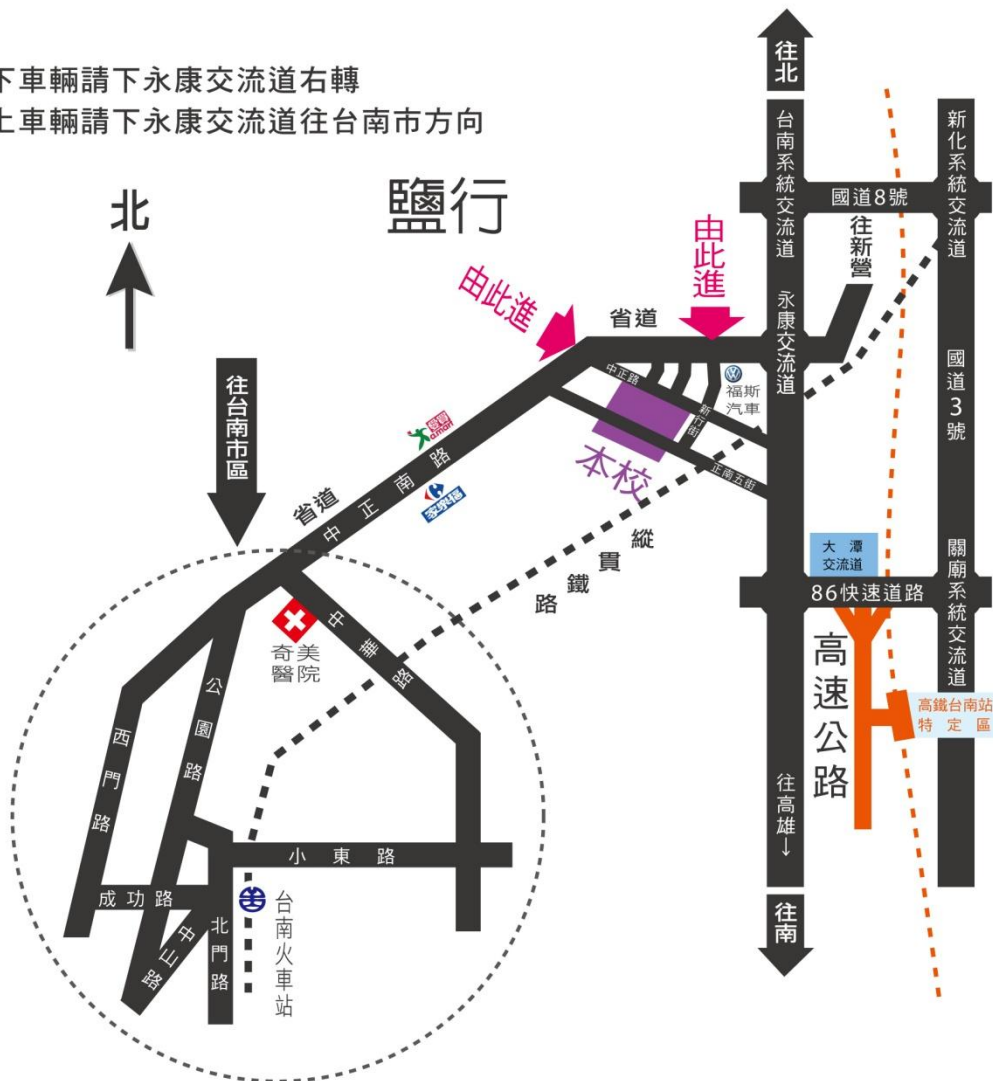 下車輛請下永康交流道右轉
上車輛請下永康交流道往台南市方向
往北
北
鹽行
台南系統交流道
新化系統交流道
國道8號
往新營
由此進
由此進
省道
永康交流道
國道3號
福斯
汽車
中正路
新行街
往台南市區
愛買
a.mart
本校
正南五街
家樂福
省道
中正南路
縱貫鐵路
大潭
交流道
86快速道路
關廟系統交流道
奇美
醫院
中華路
高速公路
高鐵台南站
特定區
公園路
西門路
往高雄↓
小東路
成功路
中山路
北門路
台南火車站
往南